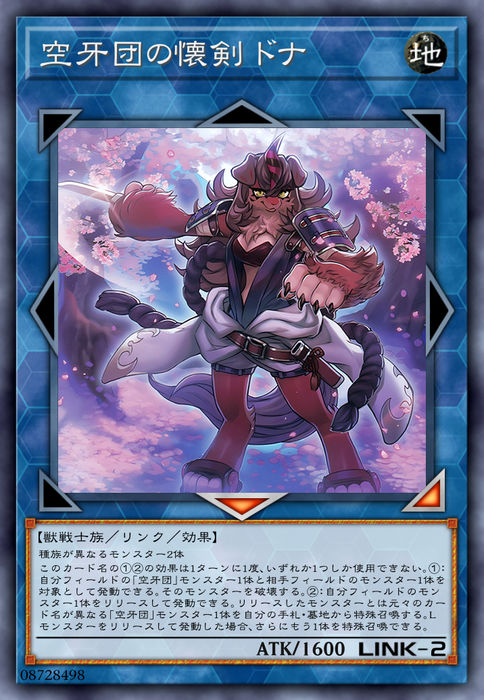 空牙団の懐剣ドナ
ち
地
【獣戦士族／リンク／効果】
種族が異なるモンスター2体
このカード名の①②の効果は1ターンに1度、いずれか1つしか使用できない。①:
自分フィールドの「空牙団」モンスター1体と相手フィールドのモンスター1体を
対象として発動できる。そのモンスターを破壊する。②:自分フィールドのモン
スター1体をリリースして発動できる。リリースしたモンスターとは元々のカー
ド名が異なる「空牙団」モンスター1体を自分の手札・墓地から特殊召喚する。L
モンスターをリリースして発動した場合、さらにもう1体を特殊召喚できる。
ATK/1600 LINK-2
08728498